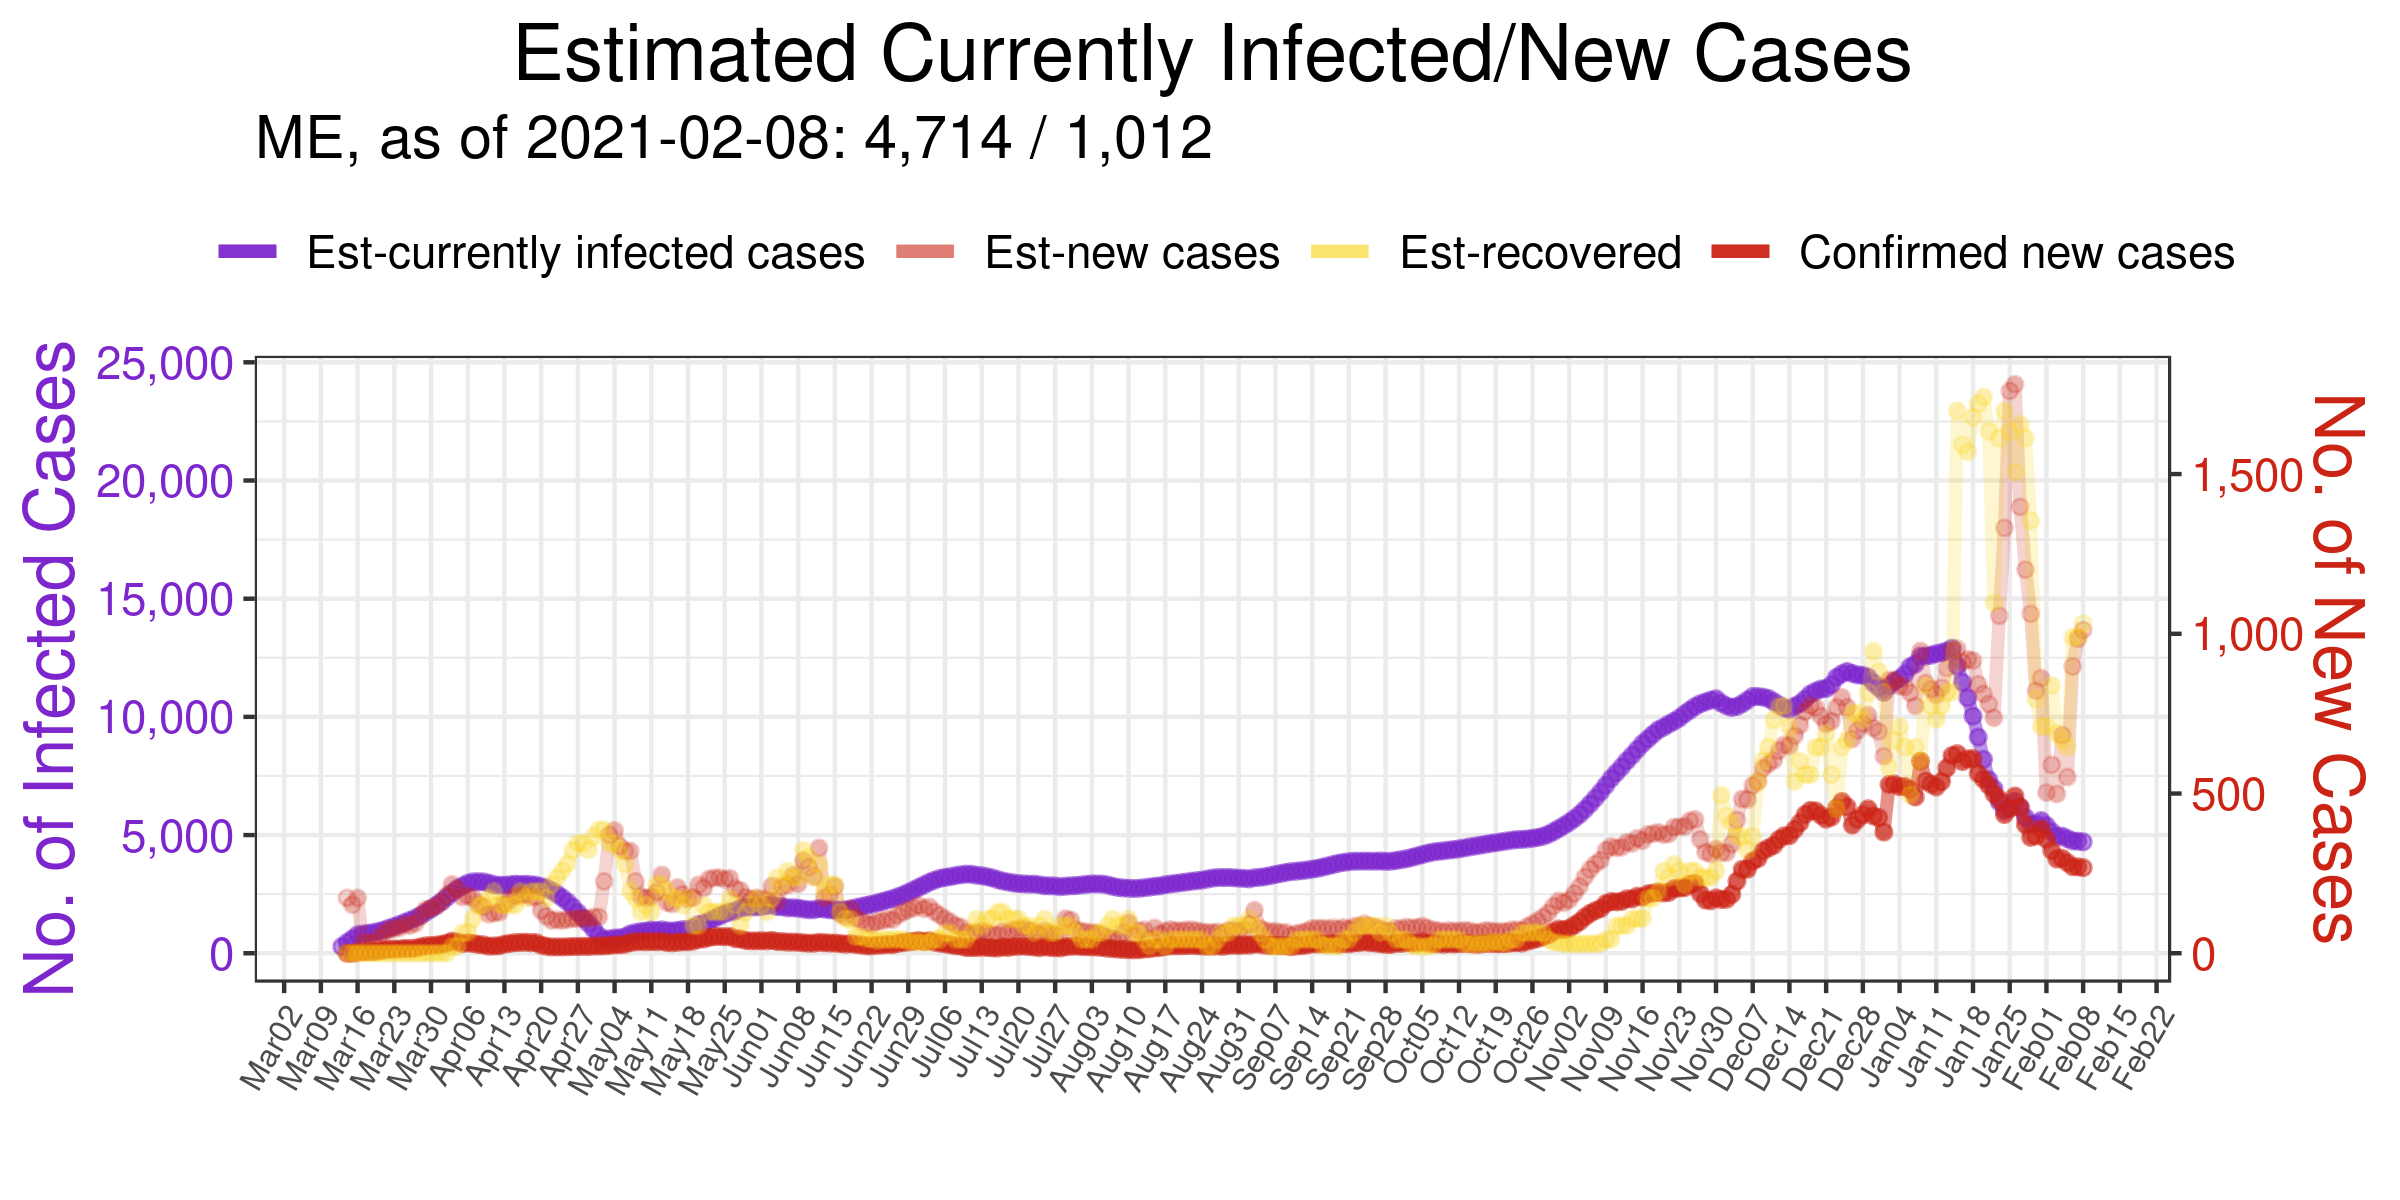 Estimated Currently Infected/New Cases
ME, as of 2021-02-08: 4,714 / 1,012
Est-currently infected cases Est-new cases Est-recovered Confirmed new cases
No. of Infected Cases
25,000
20,000
15,000
10,000
5,000
0
1,500
1,000
500
0
No. of New Cases
Mar02 Mar09 Mar16 Mar23 Mar30 Apr06 Apr13 Apr20 Apr27 May04 May11 May18 May25 Jun01 Jun08 Jun15 Jun22 Jun29 Jul06 Jul13 Jul20 Jul27 Aug03 Aug10 Aug17 Aug24 Aug31 Sep07 Sep14 Sep21 Sep28 Oct05 Oct12 Oct19 Oct26 Nov02 Nov09 Nov16 Nov23 Nov30 Dec07 Dec14 Dec21 Dec28 Jan04 Jan11 Jan18 Jan25 Feb01 Feb08 Feb15 Feb22